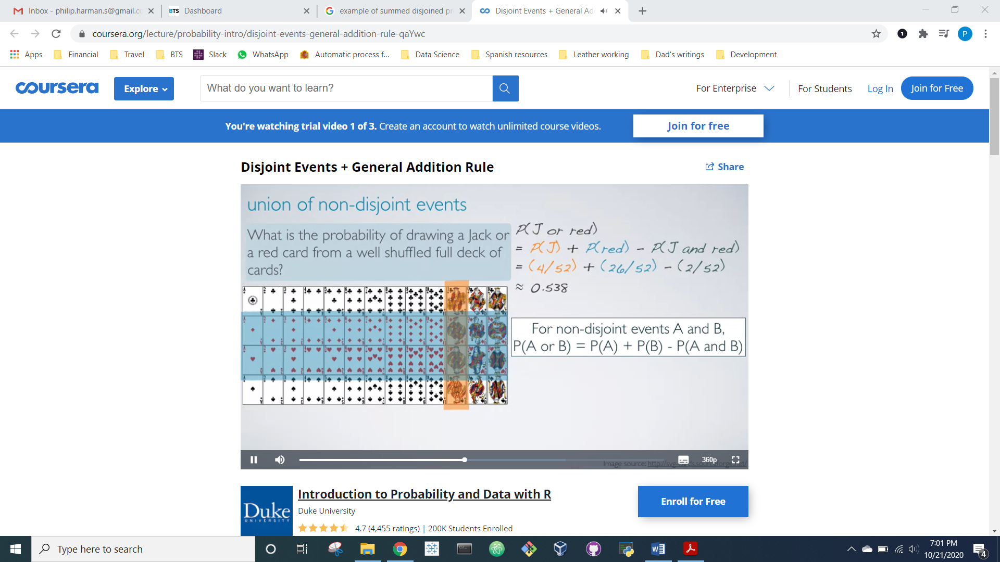 Inbox - philip.harman.s@gmail.cc
BTS Dashboard
example of summed disjoined pr
Disjoint Events + General Ad
coursera.org/lecture/probability-intro/disjoint-events-general-addition-rule-qaYwc
1
P
Apps Financial Travel BTS Slack WhatsApp Automatic process f... Data Science Spanish resources Leather working Dad's writings Development
coursera
Explore
What do you want to learn?
For Enterprise
For Students
Log In
Join for Free
You're watching trial video 1 of 3. Create an account to watch unlimited course videos.
Join for free
Disjoint Events + General Addition Rule
Share
union of non-disjoint events
What is the probability of drawing a Jack or
a red card from a well shuffled full deck of
cards?
P(J or red)
= P(J) + P(red) - P(J and red)
= (4/52) + (26/52) - (2/52)
≈ 0.538
For non-disjoint events A and B,
P(A or B) = P(A) + P(B) - P(A and B)
Image source: http://svg-cards.sourceforge.net/
360p
Duke
UNIVERSITY
Introduction to Probability and Data with R
Duke University
4.7 (4,455 ratings) | 200K Students Enrolled
Enroll for Free
Type here to search
7:01 PM
10/21/2020
4